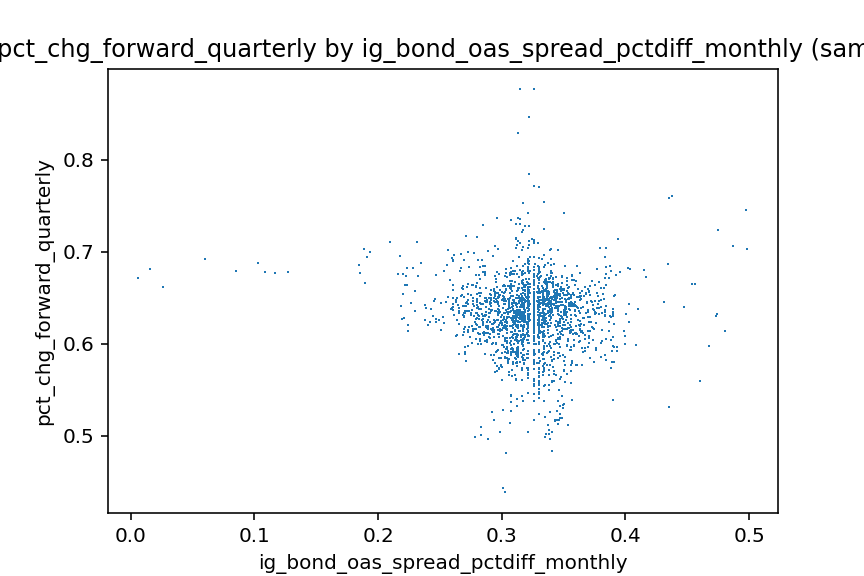 pct_chg_forward_quarterly by ig_bond_oas_spread_pctdiff_monthly (sam
pct_chg_forward_quarterly
0.8
0.7
0.6
0.5
0.0 0.1 0.2 0.3 0.4 0.5
ig_bond_oas_spread_pctdiff_monthly